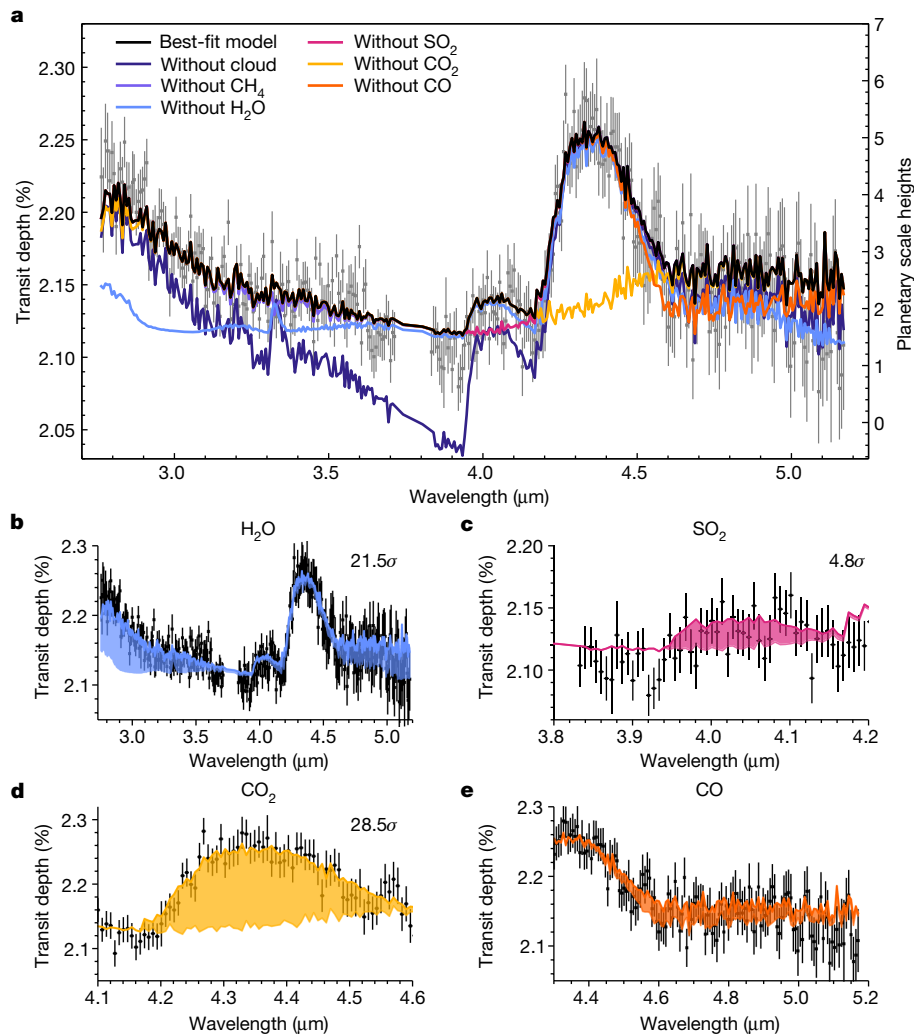 a
Best-fit model
Without cloud
Without CH4
Without H2O
Without SO2
Without CO2
Without CO
Transit depth (%)
2.30
2.25
2.20
2.15
2.10
2.05
3.0 3.5 4.0 4.5 5.0
Wavelength (μm)
7
6
5
4
3
2
1
0
Planetary scale heights
b
H2O
21.5σ
Transit depth (%)
2.3
2.2
2.1
3.0 3.5 4.0 4.5 5.0
Wavelength (μm)
c
SO2
4.8σ
Transit depth (%)
2.20
2.15
2.10
3.8 3.9 4.0 4.1 4.2
Wavelength (μm)
d
CO2
28.5σ
Transit depth (%)
2.3
2.2
2.1
4.1 4.2 4.3 4.4 4.5 4.6
Wavelength (μm)
e
CO
Transit depth (%)
2.3
2.2
2.1
4.4 4.6 4.8 5.0 5.2
Wavelength (μm)